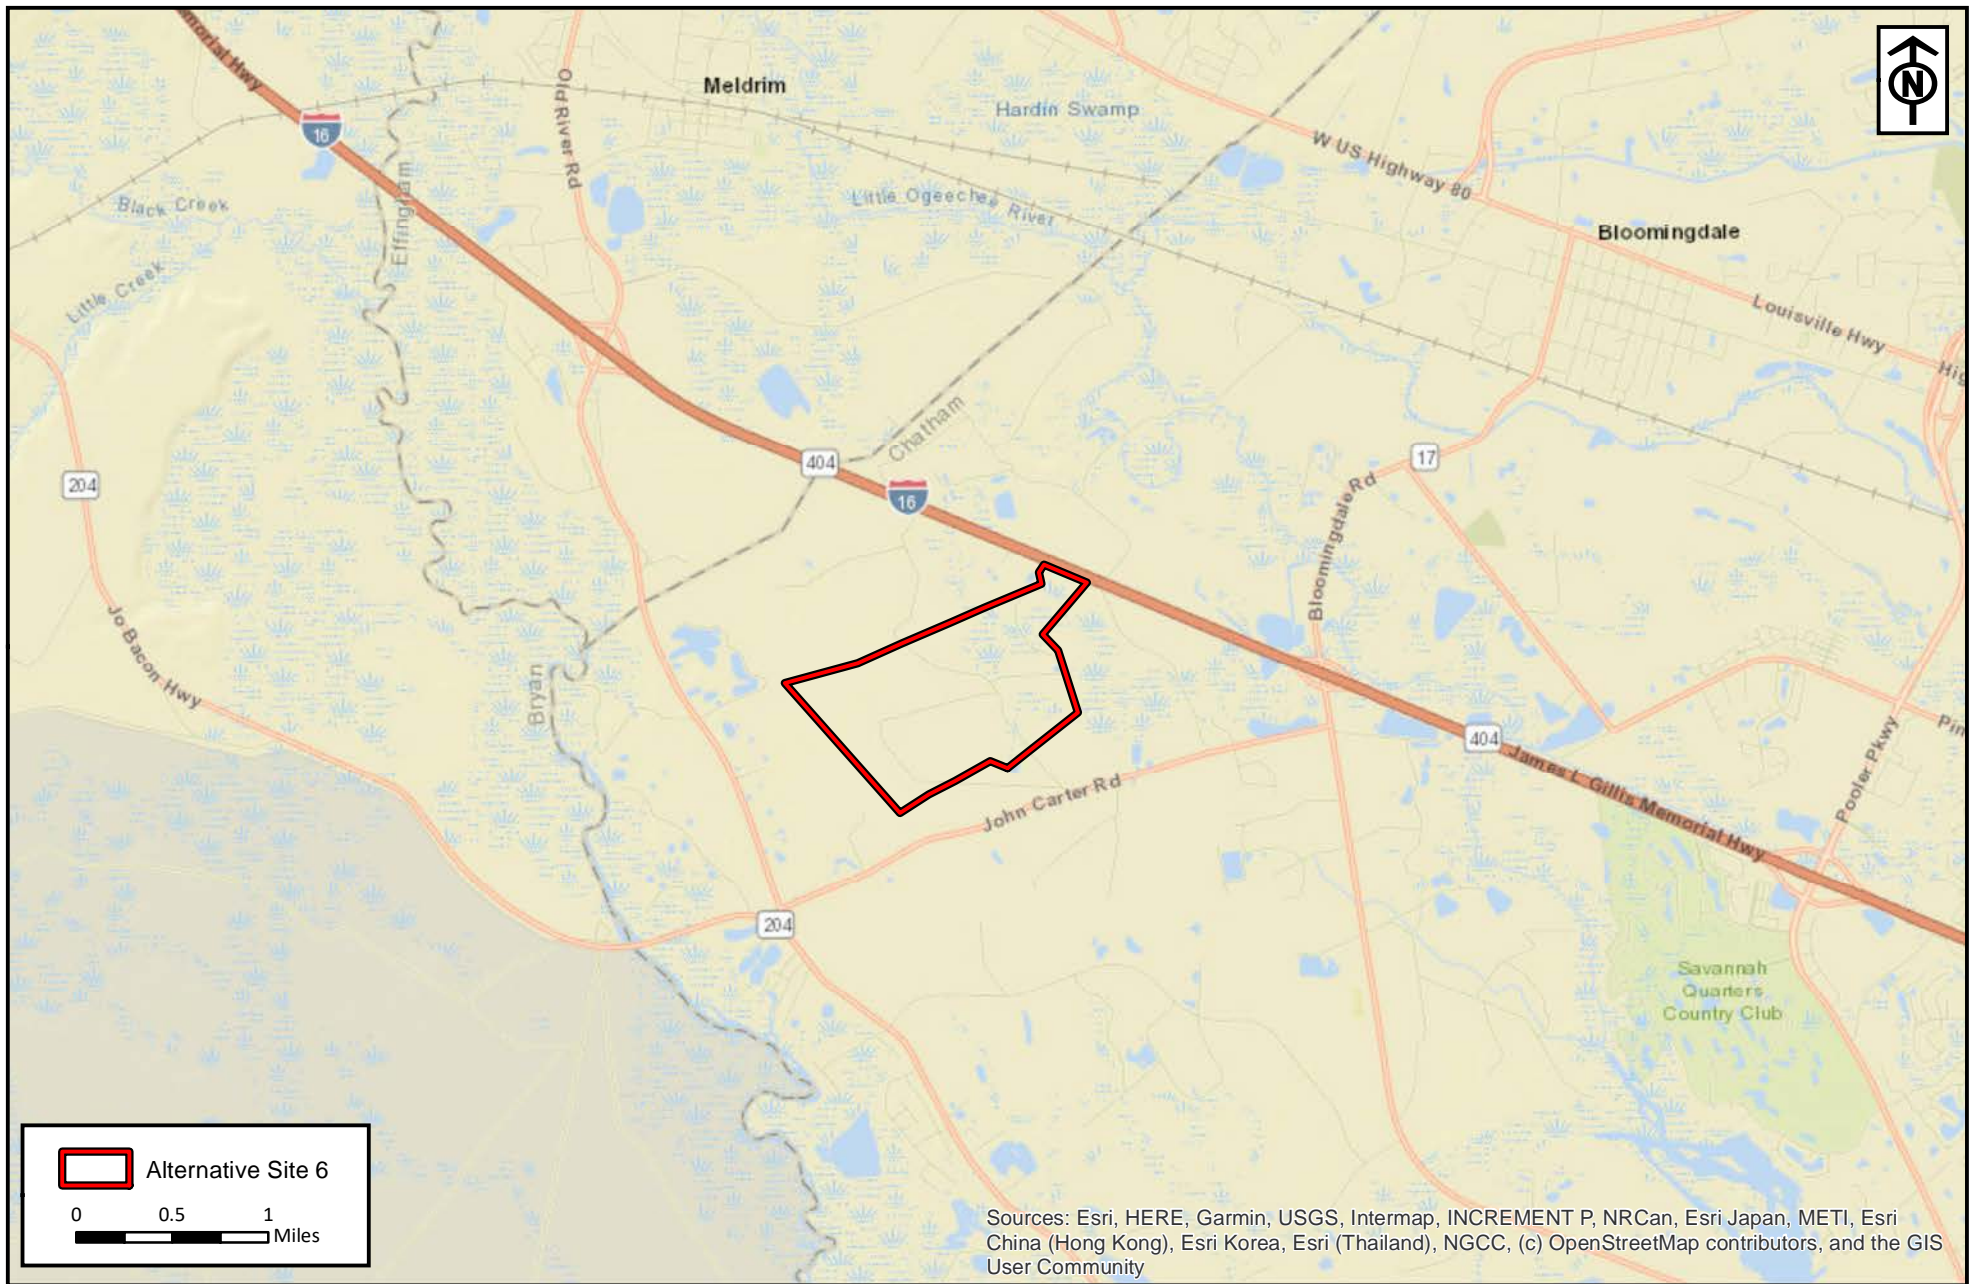 morial Hwy
N
16
Old River Rd
Meldrim
Hardin Swamp
W US Highway 80
Black Creek
Effingham
Little Ogeechee River
Bloomingdale
Little Creek
Louisville Hwy
Hig
204
404
Chatham
16
17
Bloomingdale Rd
Jo Bacon Hwy
Bryan
404
James L Gillis Memorial Hwy
Pooler Pkwy
Pin
John Carter Rd
204
Savannah
Quarters
Country Club
Alternative Site 6
0 0.5 1
Miles
Sources: Esri, HERE, Garmin, USGS, Intermap, INCREMENT P, NRCan, Esri Japan, METI, Esri
China (Hong Kong), Esri Korea, Esri (Thailand), NGCC, (c) OpenStreetMap contributors, and the GIS
User Community